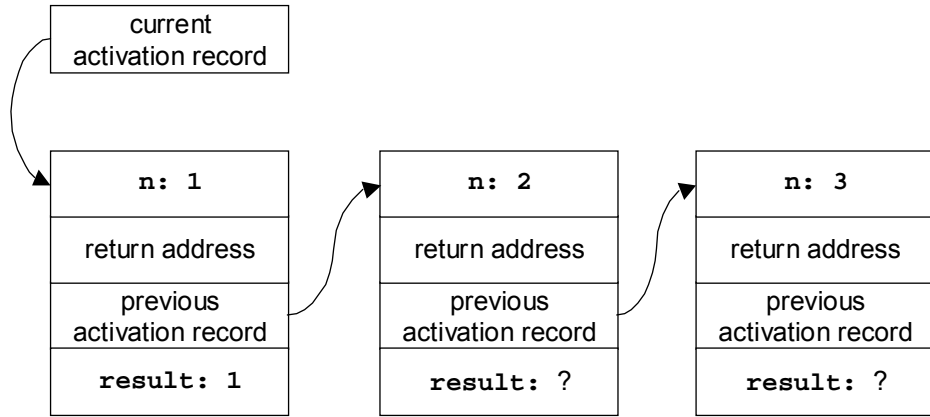 current
activation record
n: 1
return address
previous
activation record
result: 1
n: 2
return address
previous
activation record
result: ?
n: 3
return address
previous
activation record
result: ?